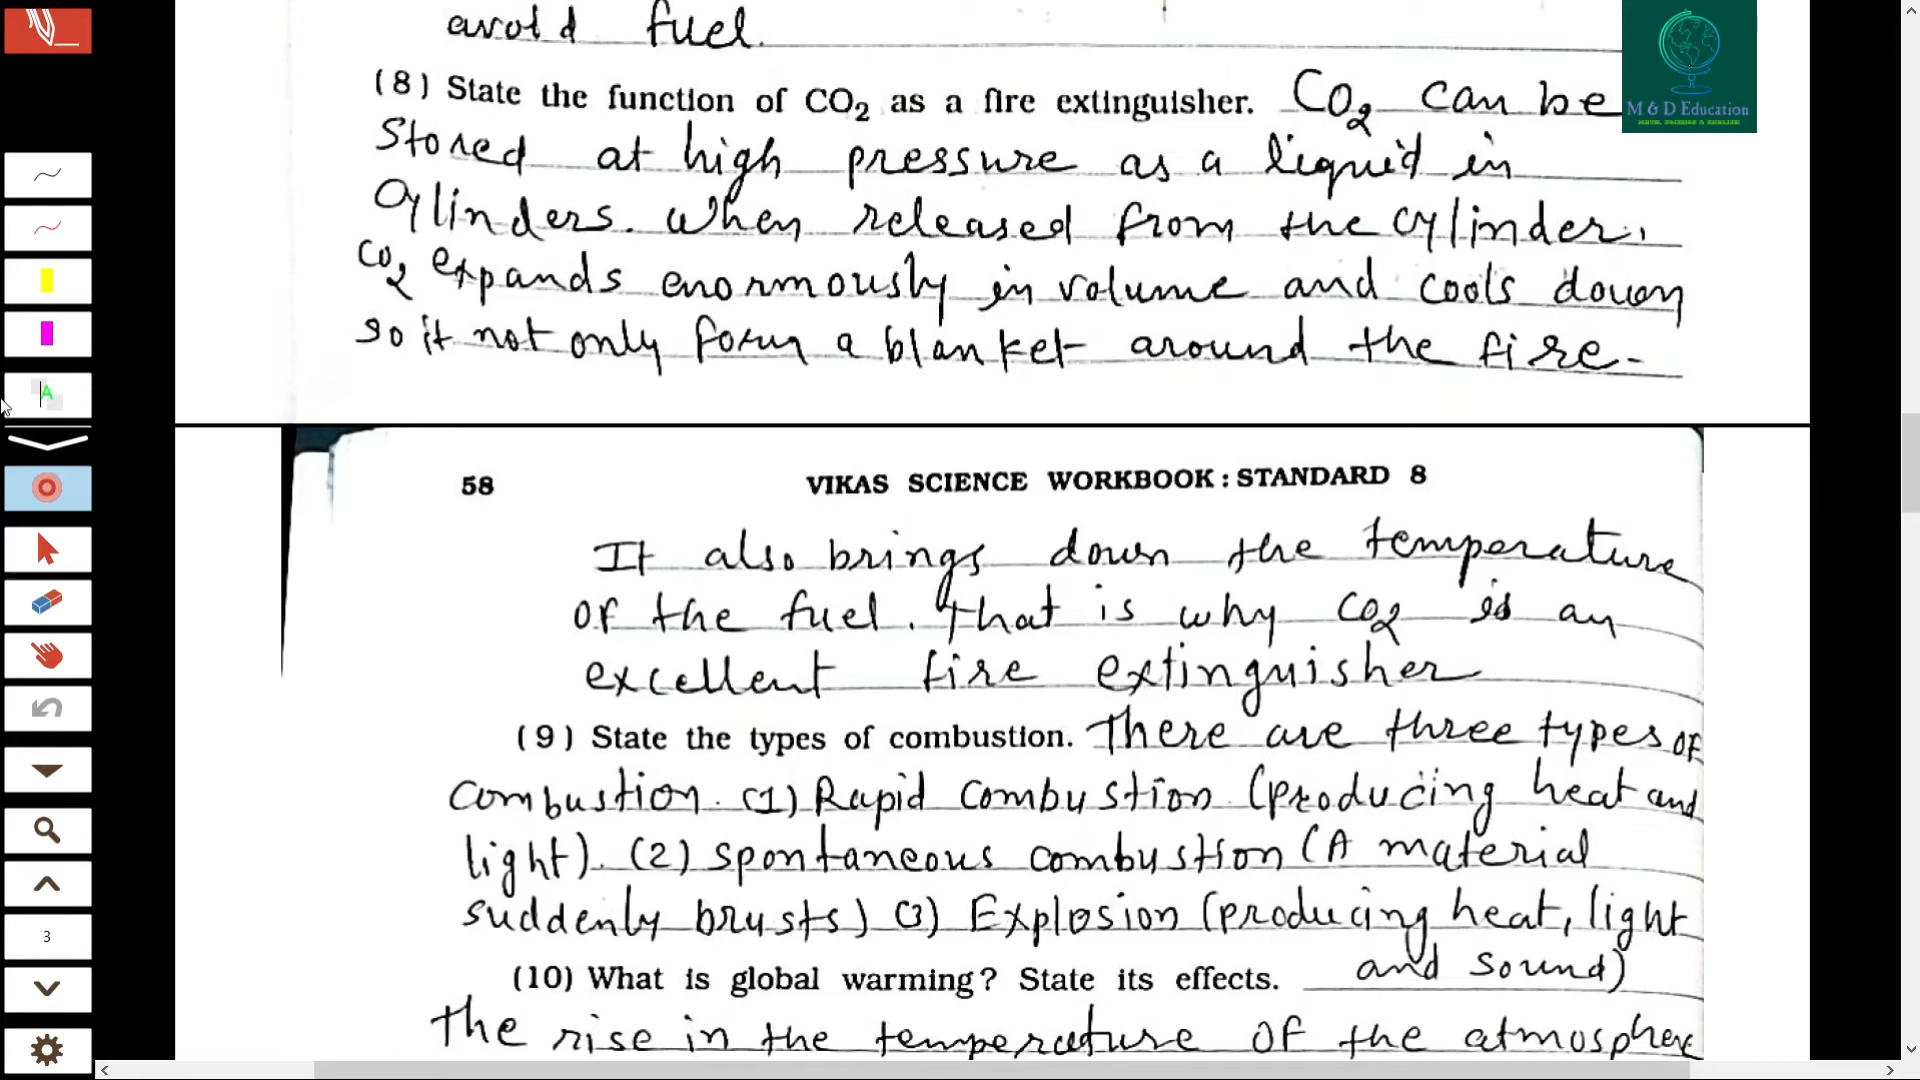 avoid fuel.
(8) State the function of CO₂ as a fire extinguisher. CO₂ can be
M & D Education
Stored at high pressure as a liquid in
Cylinders. when released from the cylinder,
CO₂ expands enormously in volume and cools down
so it not only form a blanket around the fire-
58 VIKAS SCIENCE WORKBOOK : STANDARD 8
It also brings down the temperature
of the fuel. That is why CO₂ is an
excellent fire extinguisher
(9) State the types of combustion. There are three types of
combustion. (1) Rapid combustion (producing heat and
light). (2) spontaneous combustion (A material
suddenly brusts) (3) Explosion (producing heat, light
and sound)
(10) What is global warming? State its effects.
The rise in the temperature of the atmosphere
3